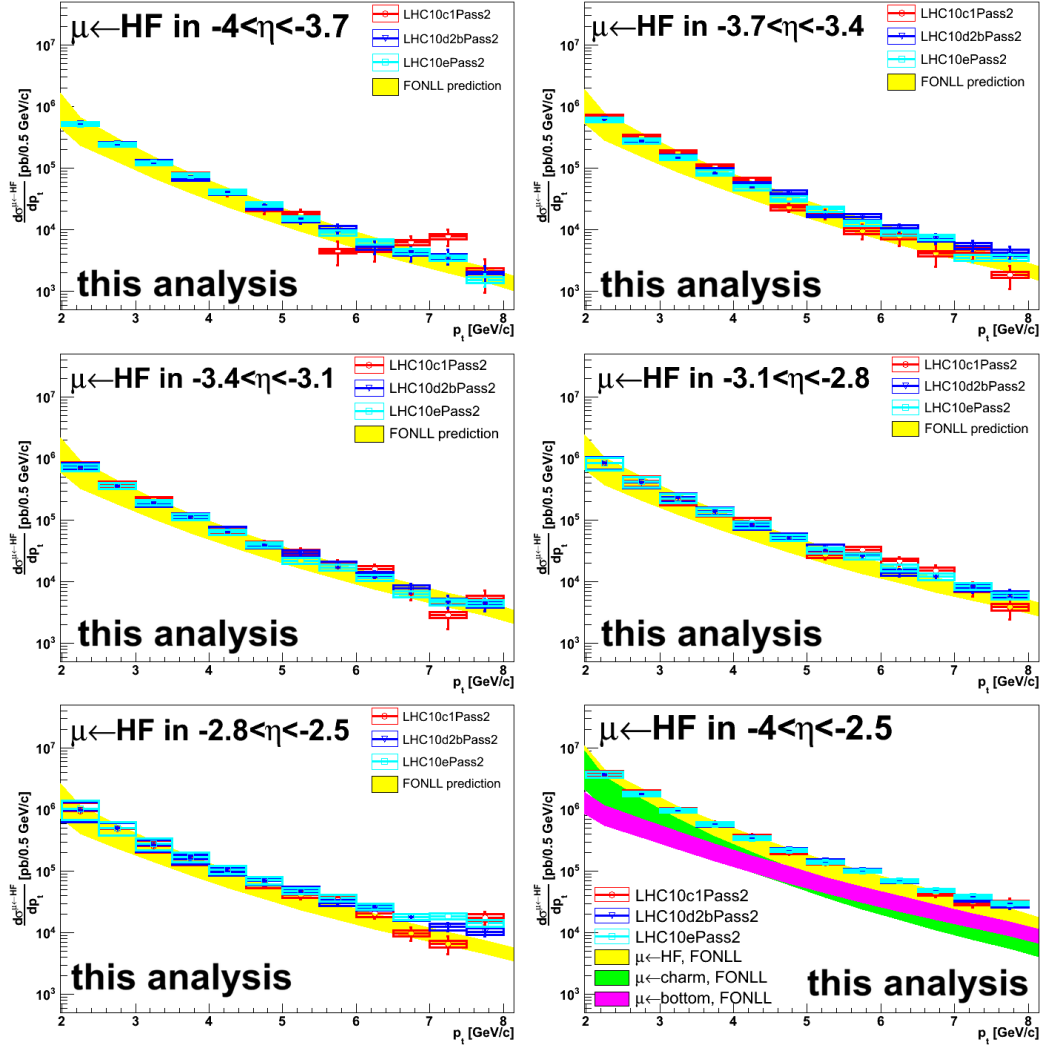 μ←HF in -4<η<-3.7
LHC10c1Pass2
LHC10d2bPass2
LHC10ePass2
FONLL prediction
dσ^μ←HF/dp_t [pb/0.5 GeV/c]
10^7
10^6
10^5
10^4
10^3
this analysis
2 3 4 5 6 7 8
p_t [GeV/c]
μ←HF in -3.7<η<-3.4
LHC10c1Pass2
LHC10d2bPass2
LHC10ePass2
FONLL prediction
dσ^μ←HF/dp_t [pb/0.5 GeV/c]
10^7
10^6
10^5
10^4
10^3
this analysis
2 3 4 5 6 7 8
p_t [GeV/c]
μ←HF in -3.4<η<-3.1
LHC10c1Pass2
LHC10d2bPass2
LHC10ePass2
FONLL prediction
dσ^μ←HF/dp_t [pb/0.5 GeV/c]
10^7
10^6
10^5
10^4
10^3
this analysis
2 3 4 5 6 7 8
p_t [GeV/c]
μ←HF in -3.1<η<-2.8
LHC10c1Pass2
LHC10d2bPass2
LHC10ePass2
FONLL prediction
dσ^μ←HF/dp_t [pb/0.5 GeV/c]
10^7
10^6
10^5
10^4
10^3
this analysis
2 3 4 5 6 7 8
p_t [GeV/c]
μ←HF in -2.8<η<-2.5
LHC10c1Pass2
LHC10d2bPass2
LHC10ePass2
FONLL prediction
dσ^μ←HF/dp_t [pb/0.5 GeV/c]
10^7
10^6
10^5
10^4
10^3
this analysis
2 3 4 5 6 7 8
p_t [GeV/c]
μ←HF in -4<η<-2.5
dσ^μ←HF/dp_t [pb/0.5 GeV/c]
10^7
10^6
10^5
10^4
10^3
LHC10c1Pass2
LHC10d2bPass2
LHC10ePass2
μ←HF, FONLL
μ←charm, FONLL
μ←bottom, FONLL
this analysis
2 3 4 5 6 7 8
p_t [GeV/c]